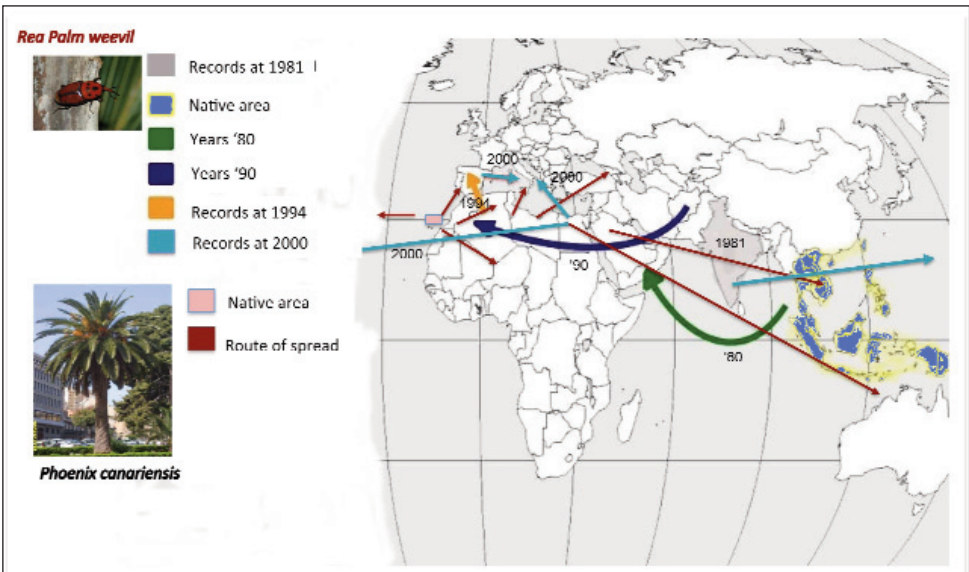 Rea Palm weevil
Records at 1981
Native area
Years '80
Years '90
Records at 1994
Records at 2000
Native area
Route of spread
Phoenix canariensis
2000
2000
1994
2000
'90
1981
'80